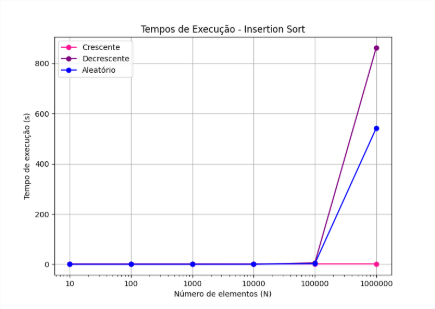 Tempos de Execução - Insertion Sort
Crescente
Decrescente
Aleatório
Tempo de execução (s)
800
600
400
200
0
10 100 1000 10000 100000 1000000
Número de elementos (N)